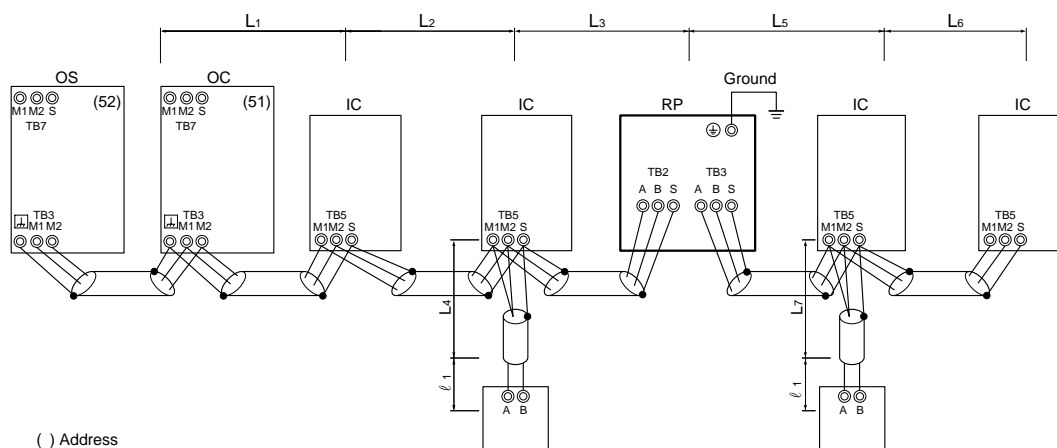 L1 L2 L3 L5 L6
OS OC IC IC RP Ground IC IC
(52) (51)
M1 M2 S M1 M2 S
TB7 TB7
TB2 TB3
A B S A B S
TB3 TB3
M1 M2 M1 M2
TB5 TB5 TB5 TB5
M1 M2 S M1 M2 S M1 M2 S M1 M2 S
L4 L7
ℓ1 ℓ1
A B A B
( ) Address